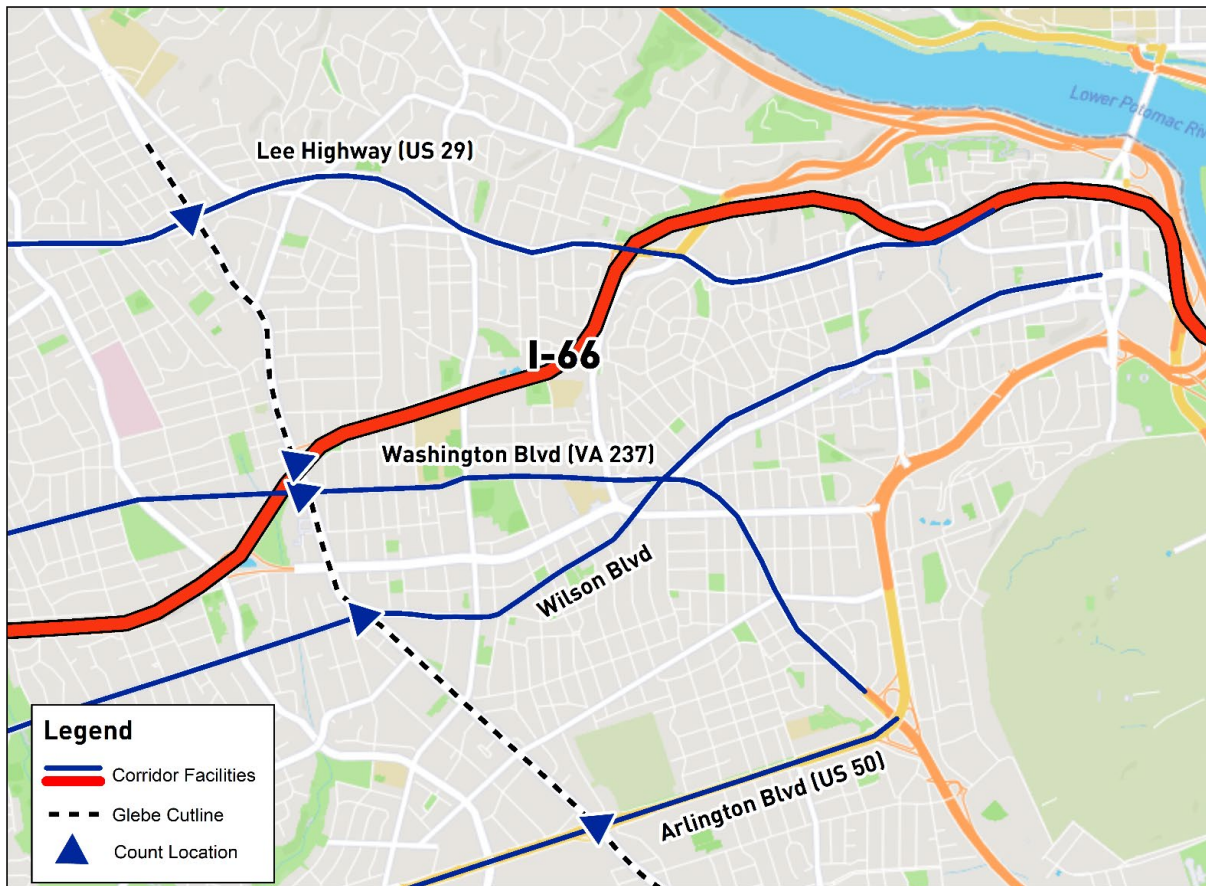 Lower Potomac Riv
Lee Highway (US 29)
I-66
Washington Blvd (VA 237)
Wilson Blvd
Arlington Blvd (US 50)
Legend
Corridor Facilities
Glebe Cutline
Count Location